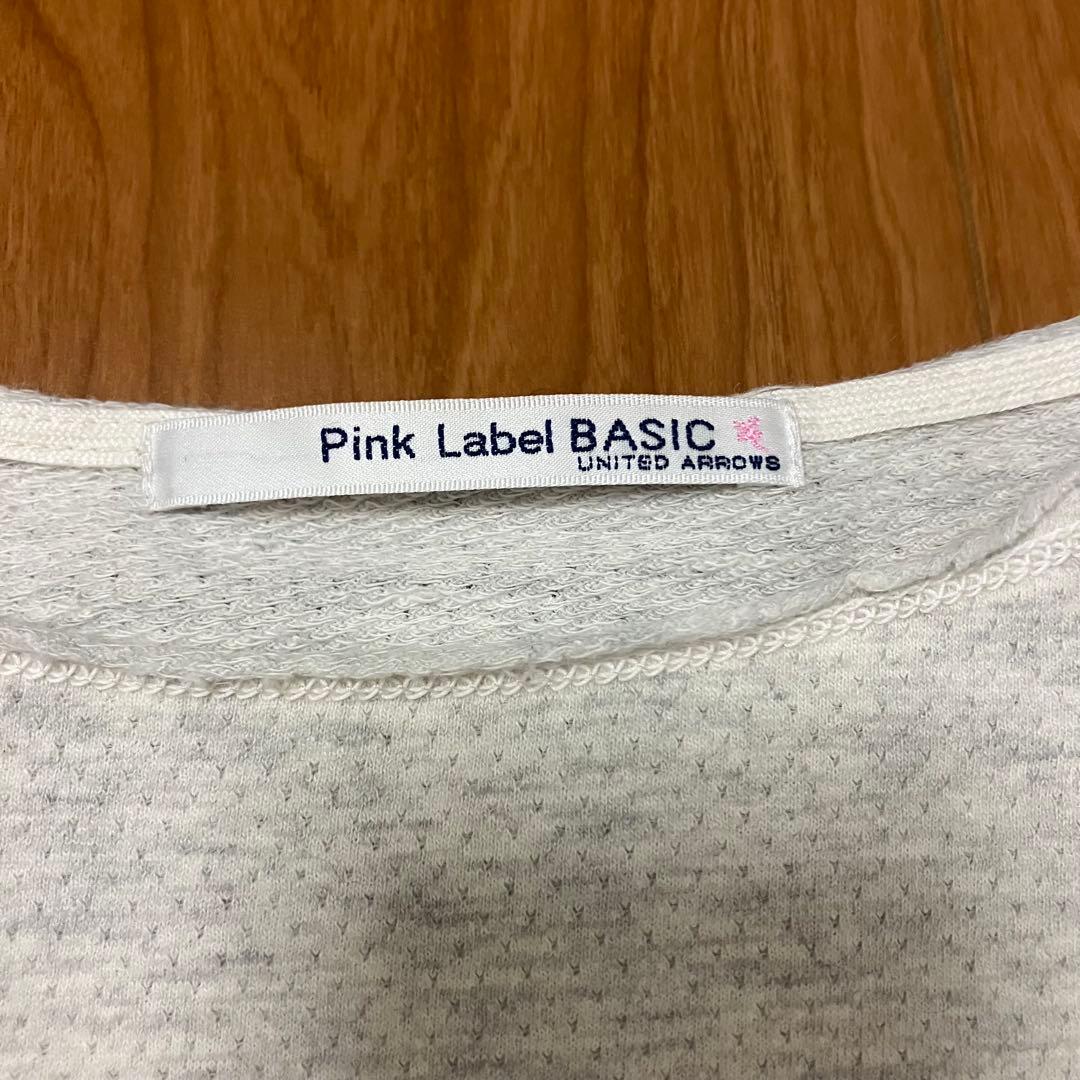 Pink Label BASIC
UNITED ARROWS